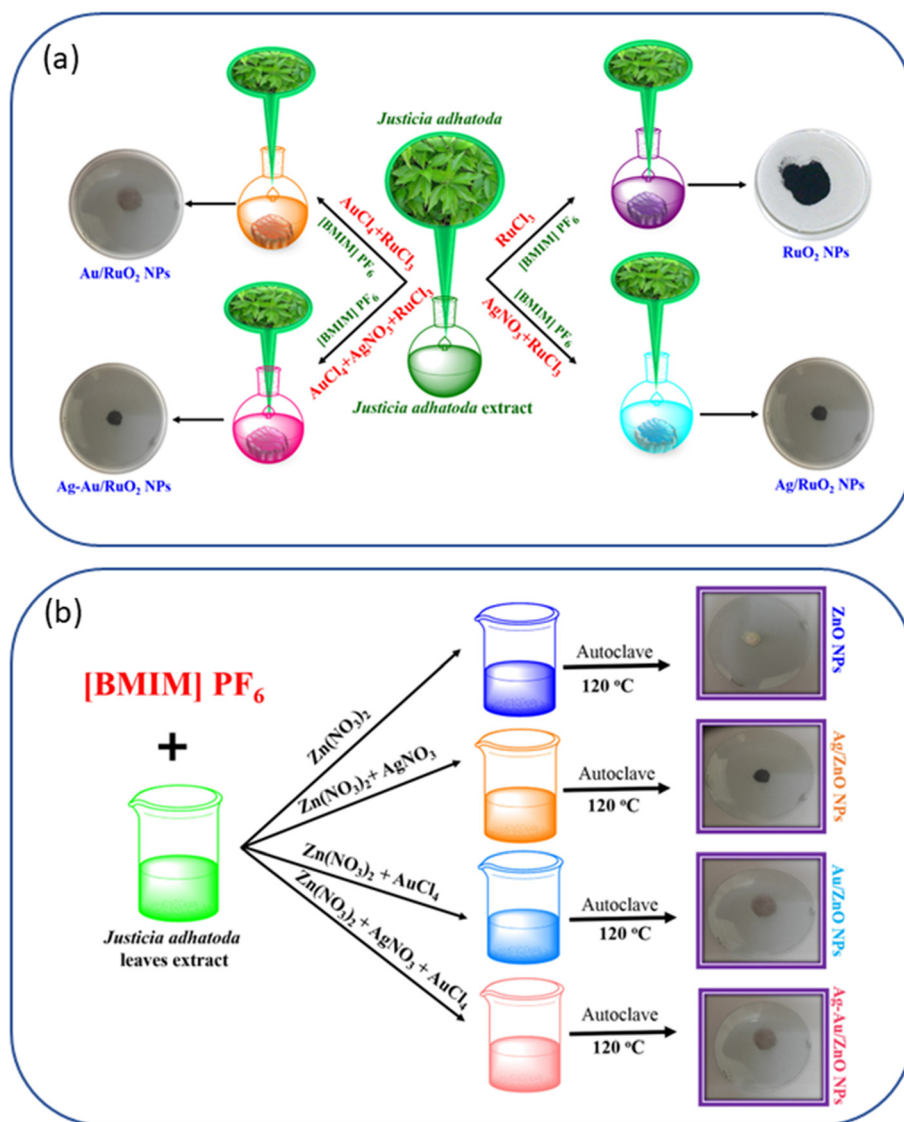 (a)
Justicia adhatoda
AuCl₄+RuCl₃
[BMIM] PF₆
Au/RuO₂ NPs
RuCl₃
[BMIM] PF₆
RuO₂ NPs
[BMIM] PF₆
AuCl₄+AgNO₃+RuCl₃
Ag-Au/RuO₂ NPs
[BMIM] PF₆
AgNO₃+RuCl₃
Ag/RuO₂ NPs
Justicia adhatoda extract
(b)
[BMIM] PF₆
+
Justicia adhatoda
leaves extract
Zn(NO₃)₂
Autoclave
120 °C
ZnO NPs
Zn(NO₃)₂+ AgNO₃
Autoclave
120 °C
Ag/ZnO NPs
Zn(NO₃)₂ + AuCl₄
Autoclave
120 °C
Au/ZnO NPs
Zn(NO₃)₂ + AgNO₃ + AuCl₄
Autoclave
120 °C
Ag-Au/ZnO NPs